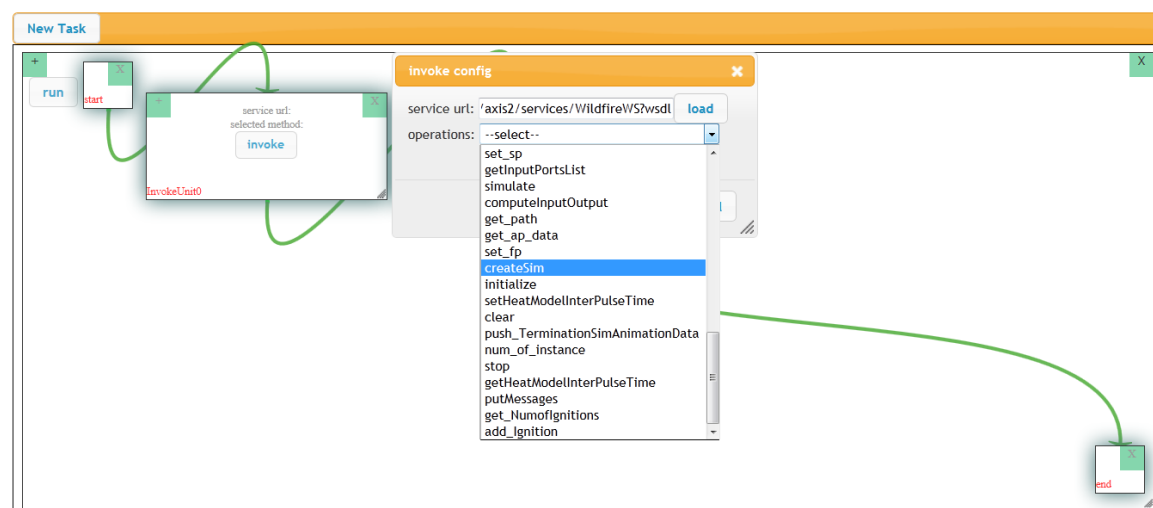 New Task
+
X
run
start
X
+
X
service url:
selected method:
invoke
InvokeUnit0
invoke config
service url: /axis2/services/WildfireWS?wsdl load
operations: --select--
set_sp
getInputPortsList
simulate
computeInputOutput
get_path
get_ap_data
set_fp
createSim
initialize
setHeatModelInterPulseTime
clear
push_TerminationSimAnimationData
num_of_instance
stop
getHeatModelInterPulseTime
putMessages
get_NumofIgnitions
add_Ignition
X
end